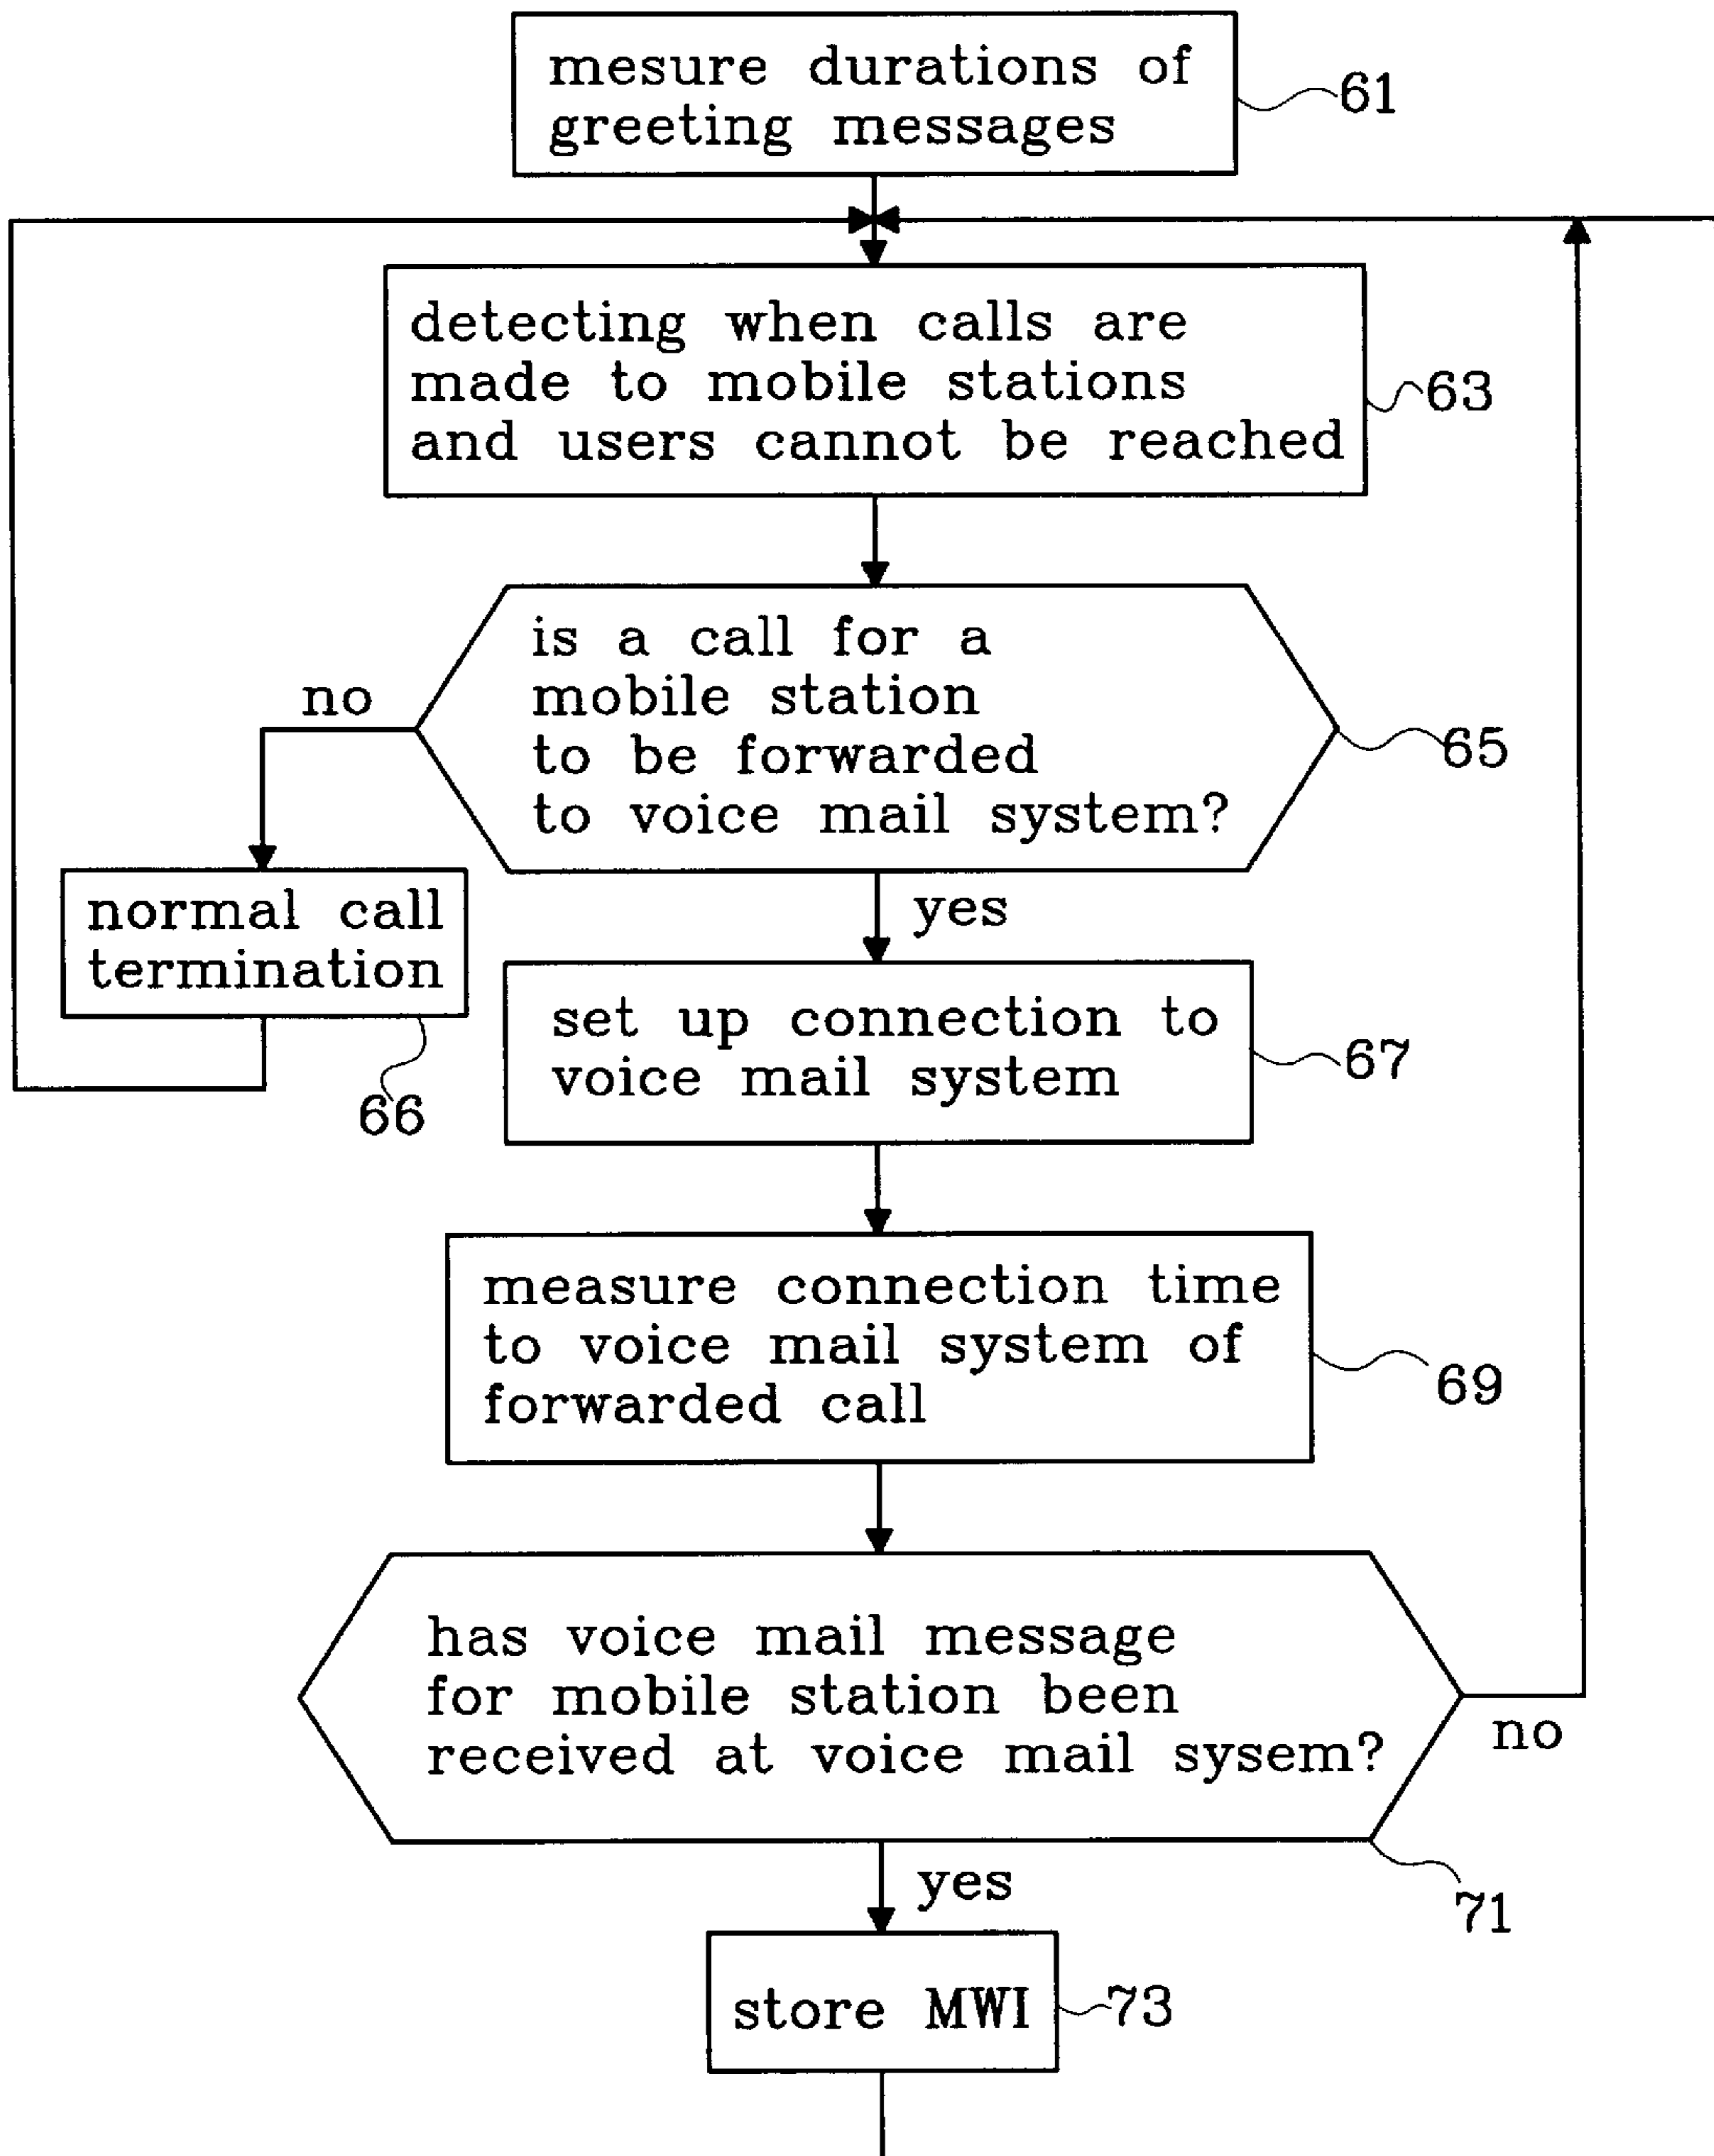 mesure durations of
greeting messages
61
detecting when calls are
made to mobile stations
and users cannot be reached
63
is a call for a
mobile station
to be forwarded
to voice mail system?
65
no
normal call
termination
66
yes
set up connection to
voice mail system
67
measure connection time
to voice mail system of
forwarded call
69
has voice mail message
for mobile station been
received at voice mail sysem?
no
71
yes
store MWI
73